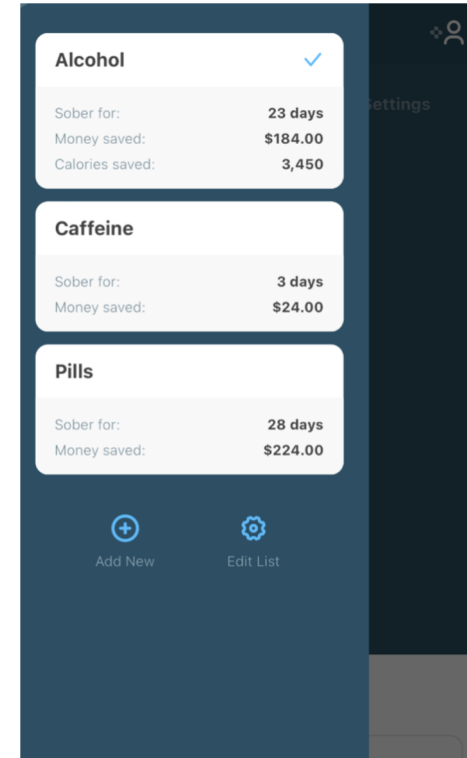 Settings
Alcohol
Sober for: 23 days
Money saved: $184.00
Calories saved: 3,450
Caffeine
Sober for: 3 days
Money saved: $24.00
Pills
Sober for: 28 days
Money saved: $224.00
Add New Edit List